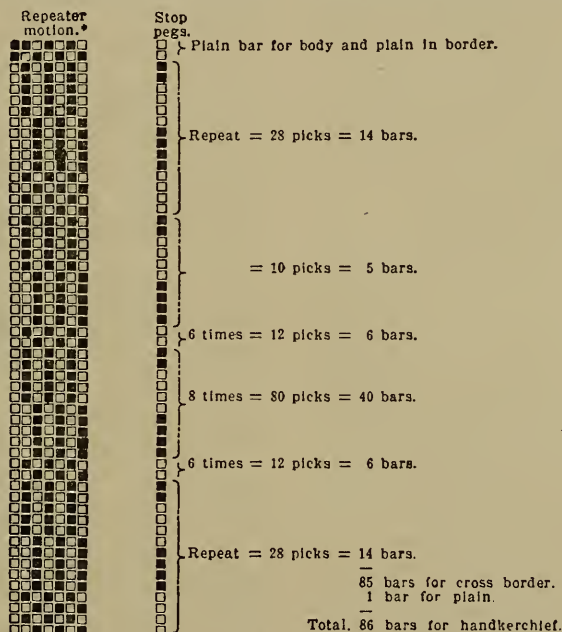 Repeater motion.* Stop pegs.
Plain bar for body and plain in border.
Repeat = 28 picks = 14 bars.
= 10 picks = 5 bars.
6 times = 12 picks = 6 bars.
8 times = 80 picks = 40 bars.
6 times = 12 picks = 6 bars.
Repeat = 28 picks = 14 bars.
85 bars for cross border.
1 bar for plain.
Total, 86 bars for handkerchief.